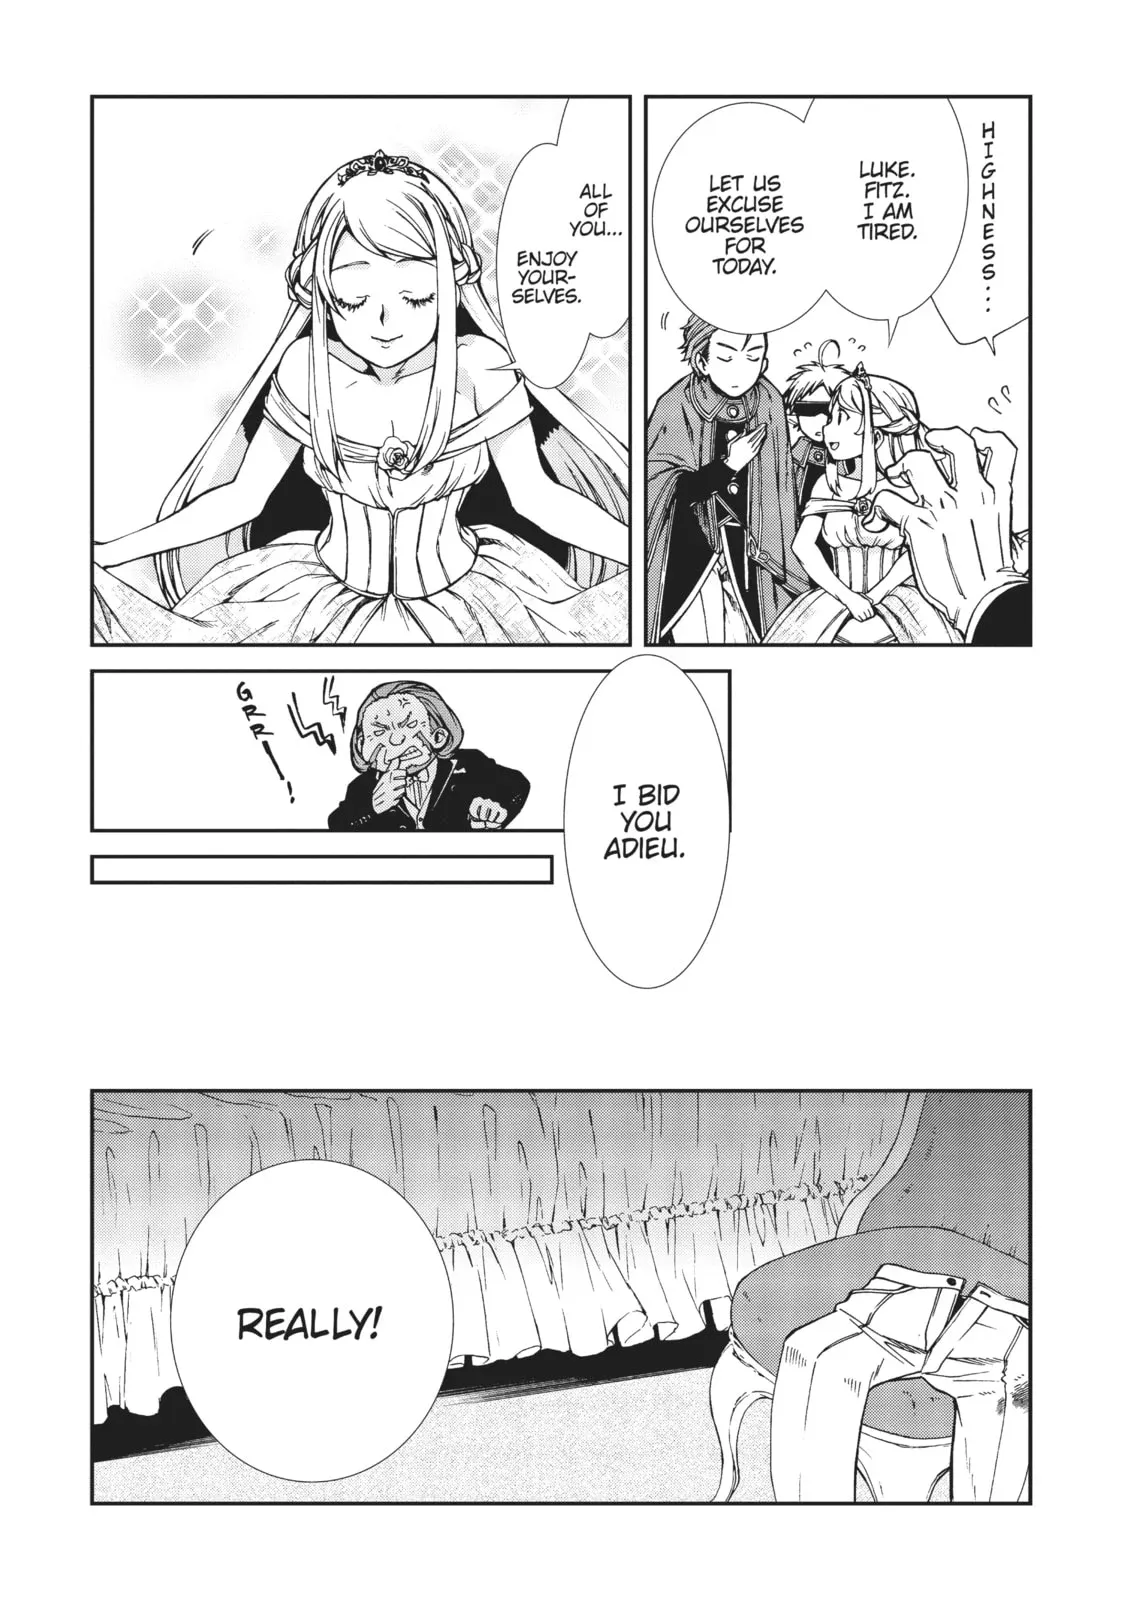 HIGHNESS...
LUKE.
FITZ.
I AM
TIRED.
LET US
EXCUSE
OURSELVES
FOR
TODAY.
ALL
OF
YOU...
ENJOY
YOUR-
SELVES.
GRR—!
I BID
YOU
ADIEU.
REALLY!